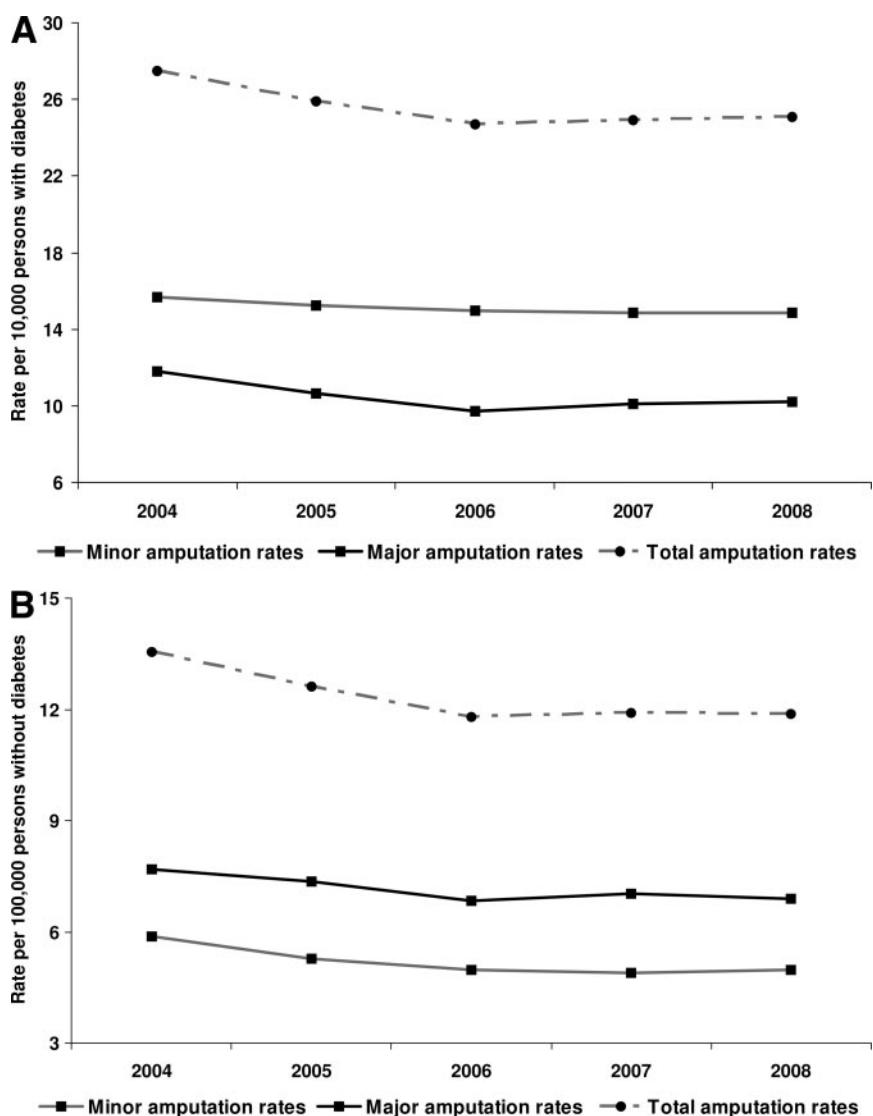 A
Rate per 10,000 persons with diabetes
30
26
22
18
14
10
6
2004 2005 2006 2007 2008
Minor amputation rates Major amputation rates Total amputation rates
B
Rate per 100,000 persons without diabetes
15
12
9
6
3
2004 2005 2006 2007 2008
Minor amputation rates Major amputation rates Total amputation rates